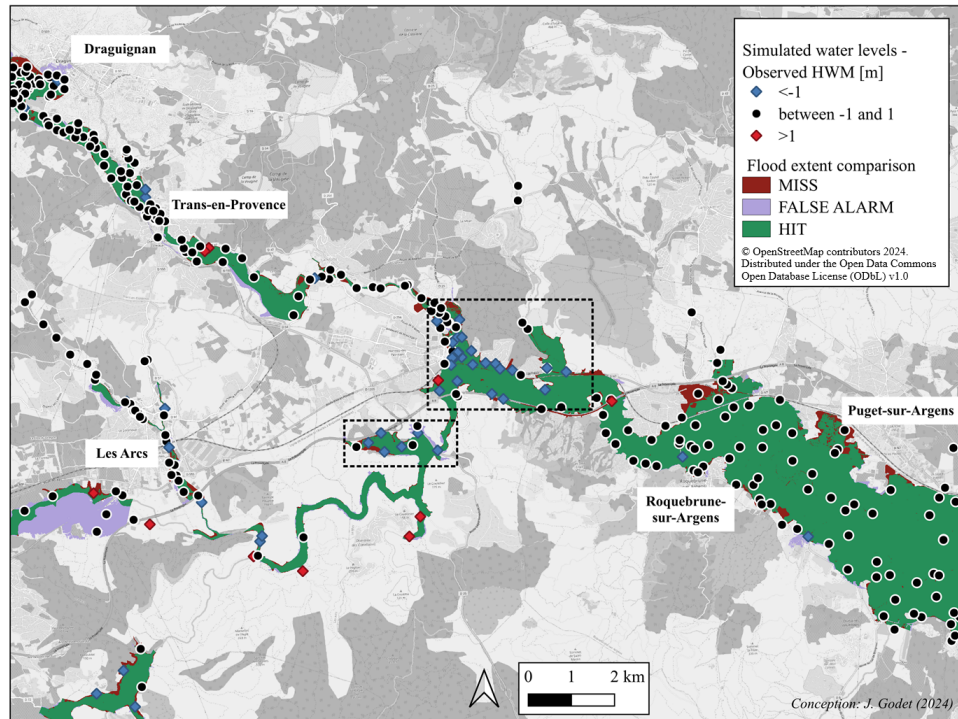 Draguignan
Trans-en-Provence
Les Arcs
Roquebrune-
sur-Argens
Puget-sur-Argens
Simulated water levels -
Observed HWM [m]
<-1
between -1 and 1
>1
Flood extent comparison
MISS
FALSE ALARM
HIT
© OpenStreetMap contributors 2024.
Distributed under the Open Data Commons
Open Database License (ODbL) v1.0
0 1 2 km
Conception: J. Godet (2024)